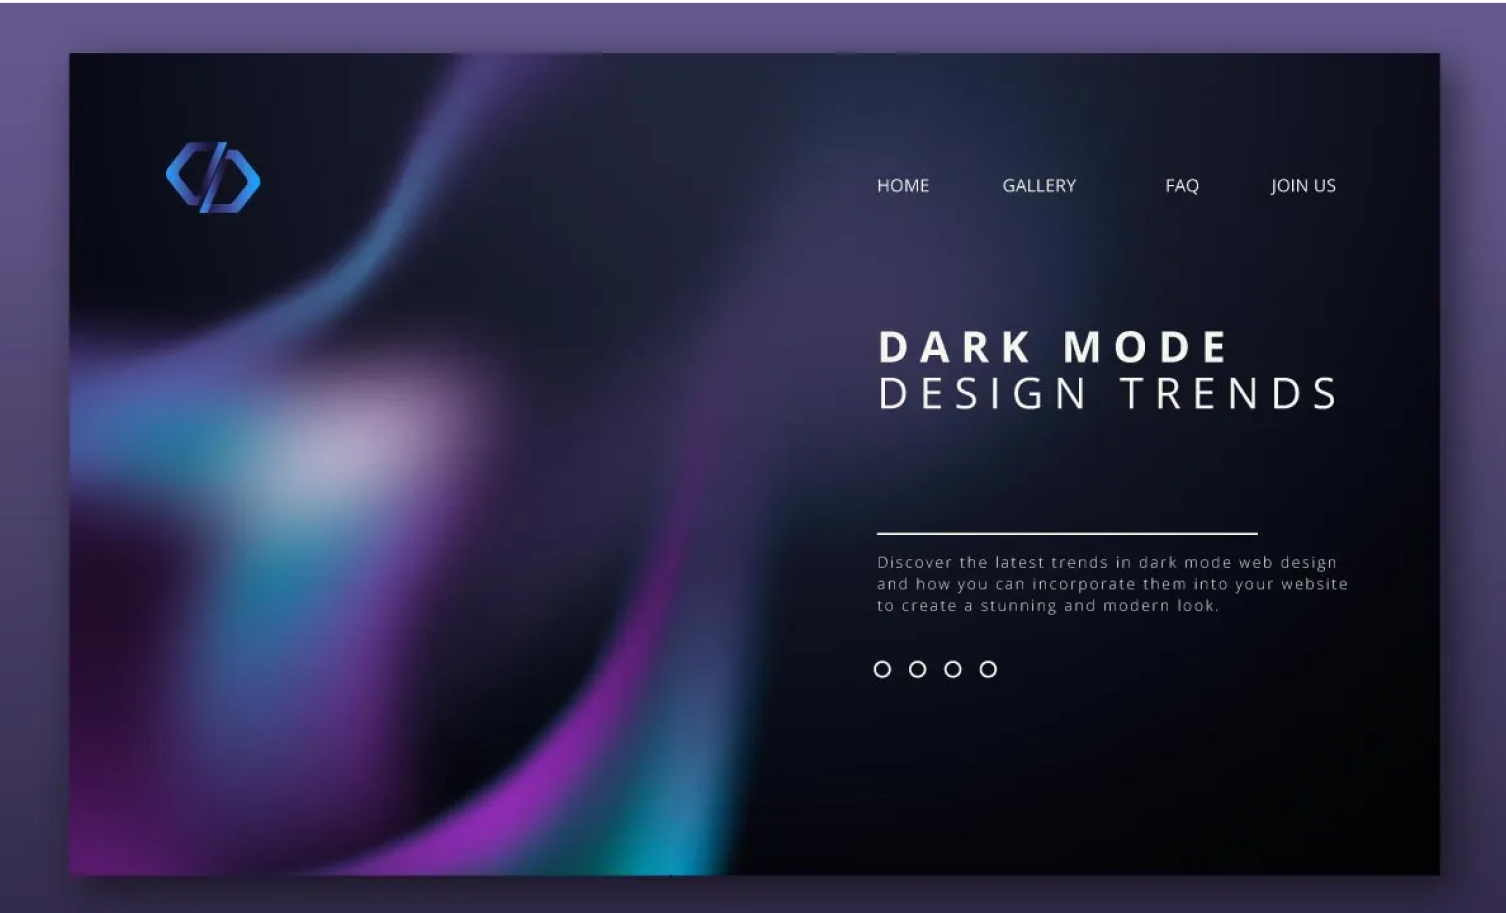 HOME GALLERY FAQ JOIN US
DARK MODE
DESIGN TRENDS
Discover the latest trends in dark mode web design
and how you can incorporate them into your website
to create a stunning and modern look.